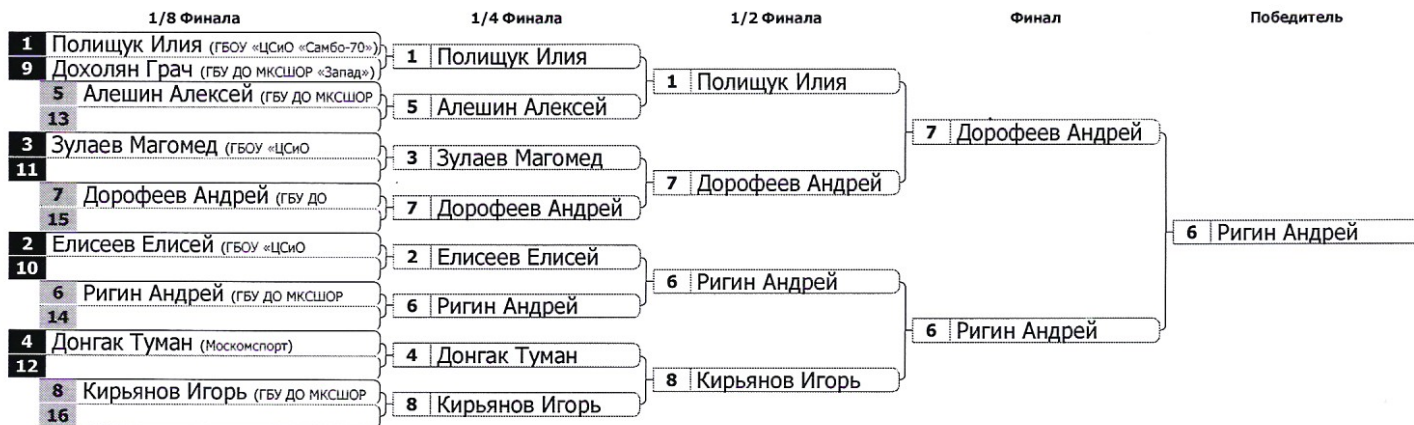 1/8 Финала 1/4 Финала 1/2 Финала Финал Победитель
1 Полищук Илия (ГБОУ «ЦСиО «Самбо-70»)
9 Дохолян Грач (ГБУ ДО МКСШОР «Запад»)
5 Алешин Алексей (ГБУ ДО МКСШОР
13
3 Зулаев Магомед (ГБОУ «ЦСиО
11
7 Дорофеев Андрей (ГБУ ДО
15
2 Елисеев Елисей (ГБОУ «ЦСиО
10
6 Ригин Андрей (ГБУ ДО МКСШОР
14
4 Донгак Туман (Москомспорт)
12
8 Кирьянов Игорь (ГБУ ДО МКСШОР
16
1 Полищук Илия
5 Алешин Алексей
3 Зулаев Магомед
7 Дорофеев Андрей
2 Елисеев Елисей
6 Ригин Андрей
4 Донгак Туман
8 Кирьянов Игорь
1 Полищук Илия
7 Дорофеев Андрей
6 Ригин Андрей
8 Кирьянов Игорь
7 Дорофеев Андрей
6 Ригин Андрей
6 Ригин Андрей